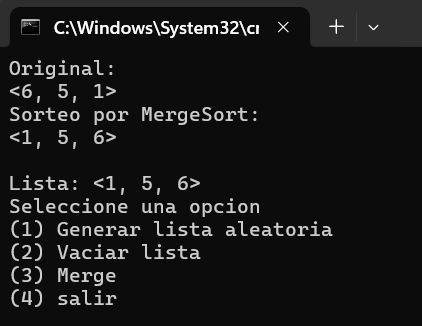 C:\Windows\System32\cr
Original:
<6, 5, 1>
Sorteo por MergeSort:
<1, 5, 6>
Lista: <1, 5, 6>
Seleccione una opcion
(1) Generar lista aleatoria
(2) Vaciar lista
(3) Merge
(4) salir